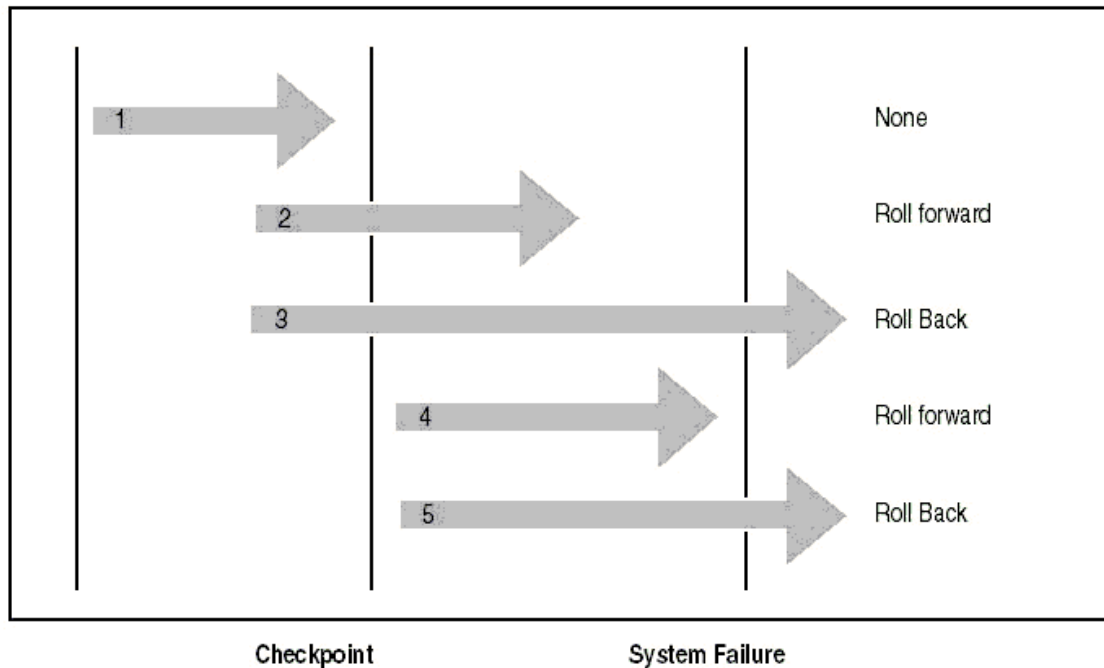 1
None
2
Roll forward
3
Roll Back
4
Roll forward
5
Roll Back
Checkpoint
System Failure